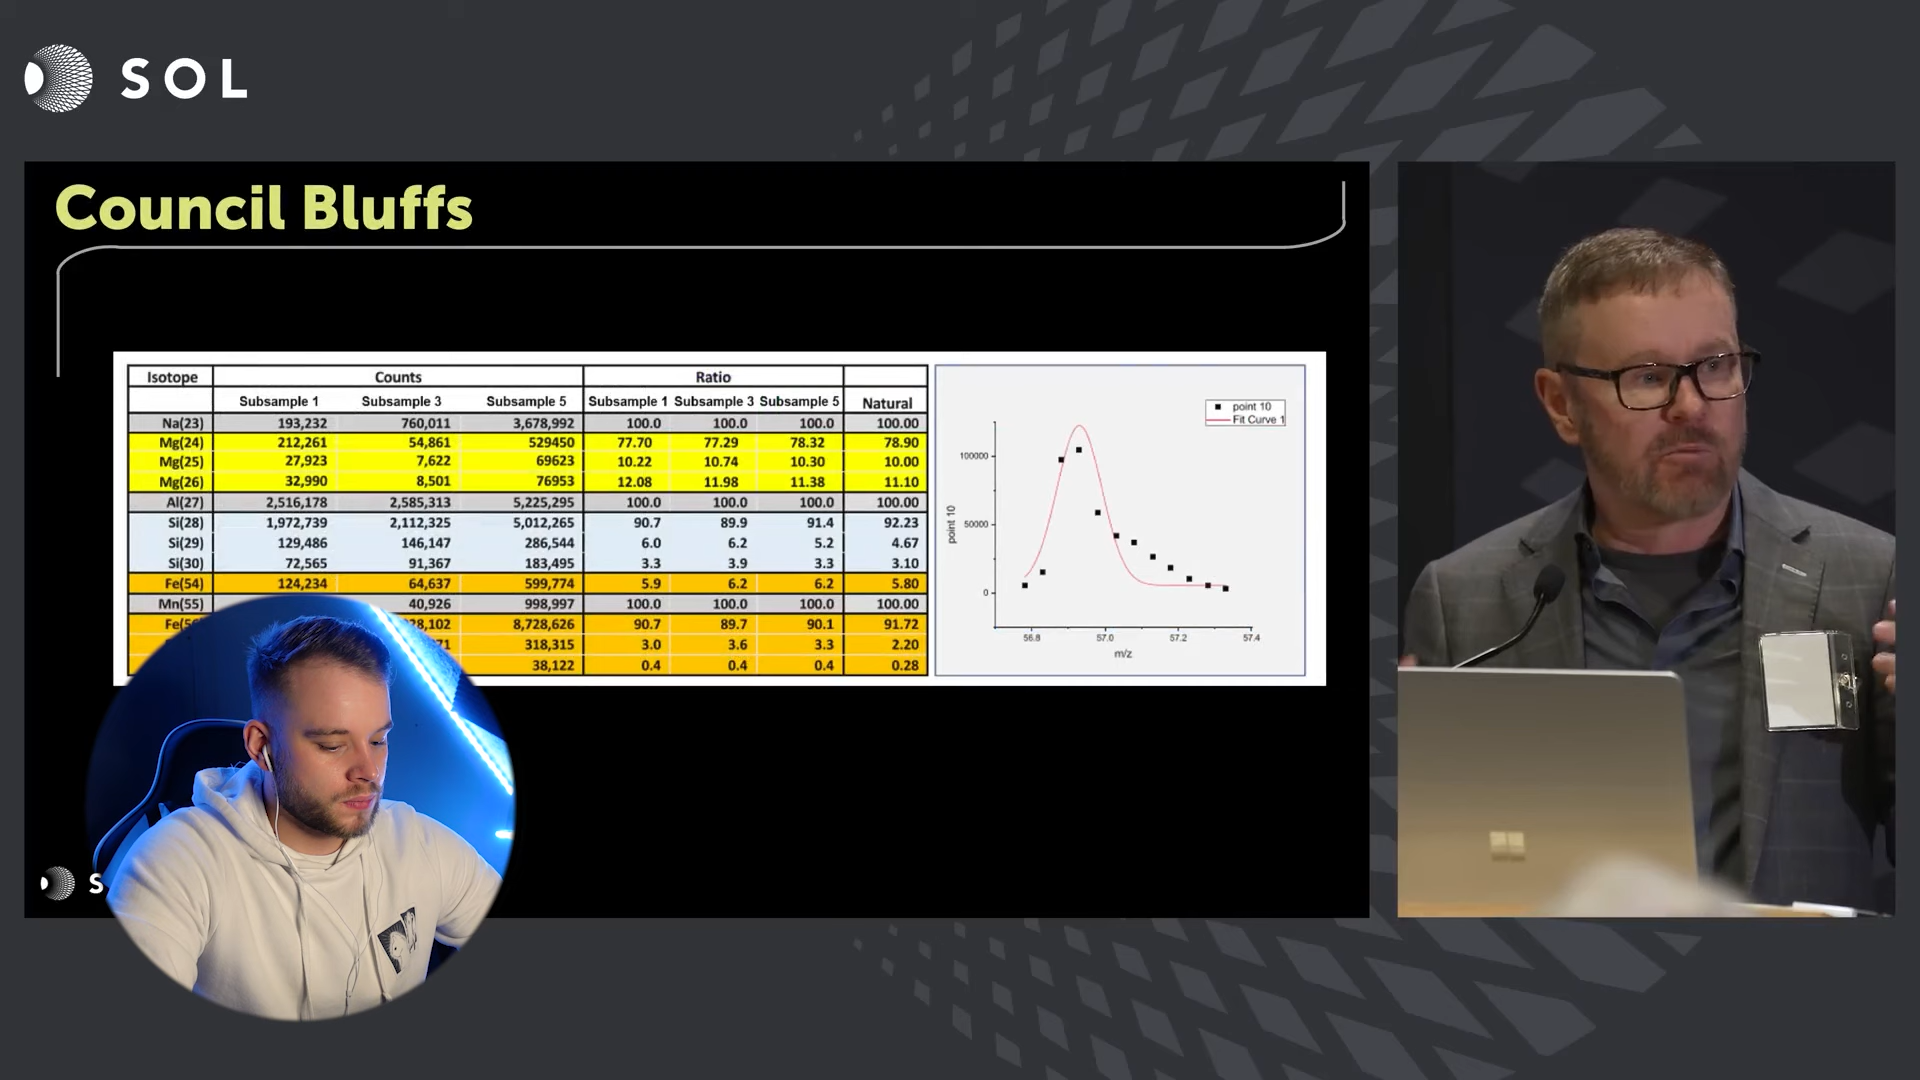 SOL
Council Bluffs
Isotope Counts Ratio
Subsample 1 Subsample 3 Subsample 5 Subsample 1 Subsample 3 Subsample 5 Natural
Na(23) 193,232 760,011 3,678,992 100.0 100.0 100.0 100.00
Mg(24) 212,261 54,861 529450 77.70 77.29 78.32 78.90
Mg(25) 27,923 7,622 69623 10.22 10.74 10.30 10.00
Mg(26) 32,990 8,501 76953 12.08 11.98 11.38 11.10
Al(27) 2,516,178 2,585,313 5,225,295 100.0 100.0 100.0 100.00
Si(28) 1,972,739 2,112,325 5,012,265 90.7 89.9 91.4 92.23
Si(29) 129,486 146,147 286,544 6.0 6.2 5.2 4.67
Si(30) 72,565 91,367 183,495 3.3 3.9 3.3 3.10
Fe(54) 124,234 64,637 599,774 5.9 6.2 6.2 5.80
Mn(55) 40,926 998,997 100.0 100.0 100.0 100.00
8,728,626 90.7 89.7 90.1 91.72
318,315 3.0 3.6 3.3 2.20
38,122 0.4 0.4 0.4 0.28
point 10
Fit Curve 1
100000
50000
0
point 10
56.8 57.0 57.2 57.4
m/z
S